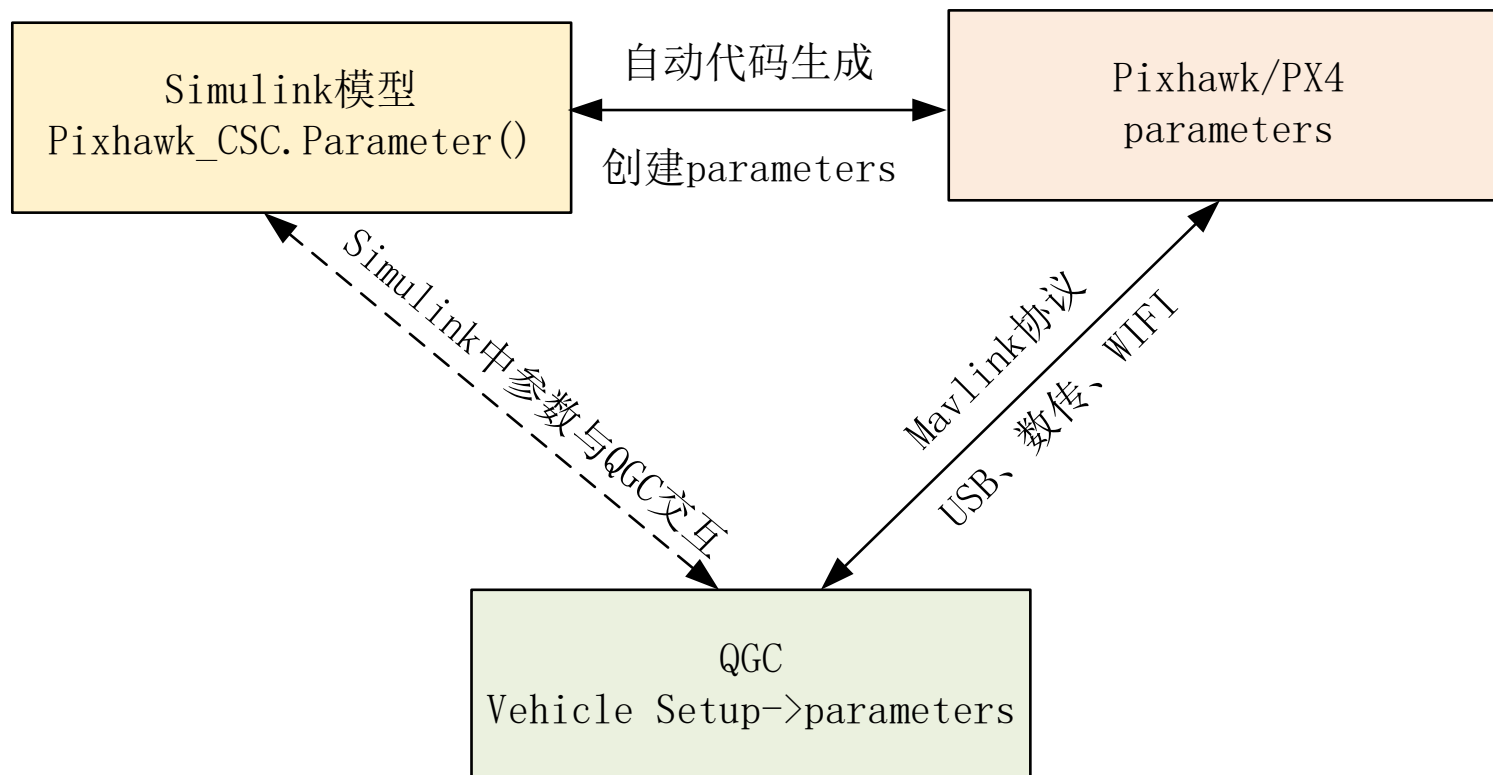 Simulink模型
Pixhawk_CSC.Parameter()
自动代码生成
创建parameters
Pixhawk/PX4
parameters
Simulink中参数与QGC交互
Mavlink协议
USB、数传、WIFI
QGC
Vehicle Setup->parameters